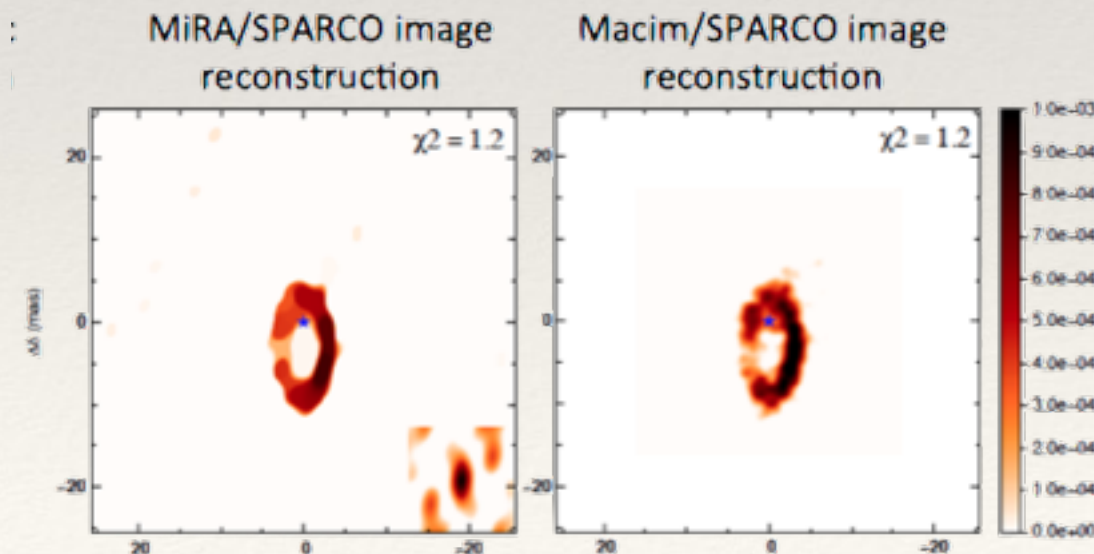 MiRA/SPARCO image
reconstruction
Macim/SPARCO image
reconstruction
χ2 = 1.2
χ2 = 1.2
20
0
-20
20
0
-20
Δδ (mas)
20
0
-20
20
0
-20
1.0e-03
9.0e-04
8.0e-04
7.0e-04
6.0e-04
5.0e-04
4.0e-04
3.0e-04
2.0e-04
1.0e-04
0.0e+00